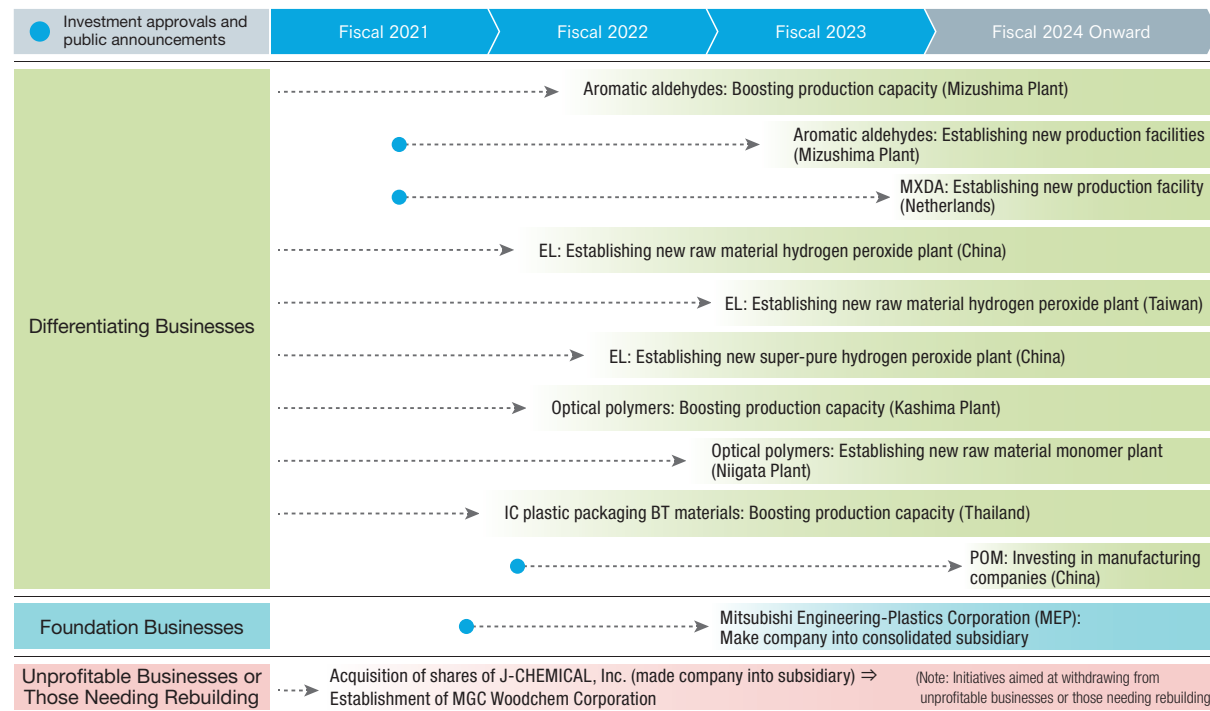 Investment approvals and
public announcements
Fiscal 2021
Fiscal 2022
Fiscal 2023
Fiscal 2024 Onward
Differentiating Businesses
Aromatic aldehydes: Boosting production capacity (Mizushima Plant)
Aromatic aldehydes: Establishing new production facilities
(Mizushima Plant)
MXDA: Establishing new production facility
(Netherlands)
EL: Establishing new raw material hydrogen peroxide plant (China)
EL: Establishing new raw material hydrogen peroxide plant (Taiwan)
EL: Establishing new super-pure hydrogen peroxide plant (China)
Optical polymers: Boosting production capacity (Kashima Plant)
Optical polymers: Establishing new raw material monomer plant
(Niigata Plant)
IC plastic packaging BT materials: Boosting production capacity (Thailand)
POM: Investing in manufacturing
companies (China)
Foundation Businesses
Mitsubishi Engineering-Plastics Corporation (MEP):
Make company into consolidated subsidiary
Unprofitable Businesses or
Those Needing Rebuilding
Acquisition of shares of J-CHEMICAL, Inc. (made company into subsidiary) ⇒
Establishment of MGC Woodchem Corporation
(Note: Initiatives aimed at withdrawing from
unprofitable businesses or those needing rebuilding